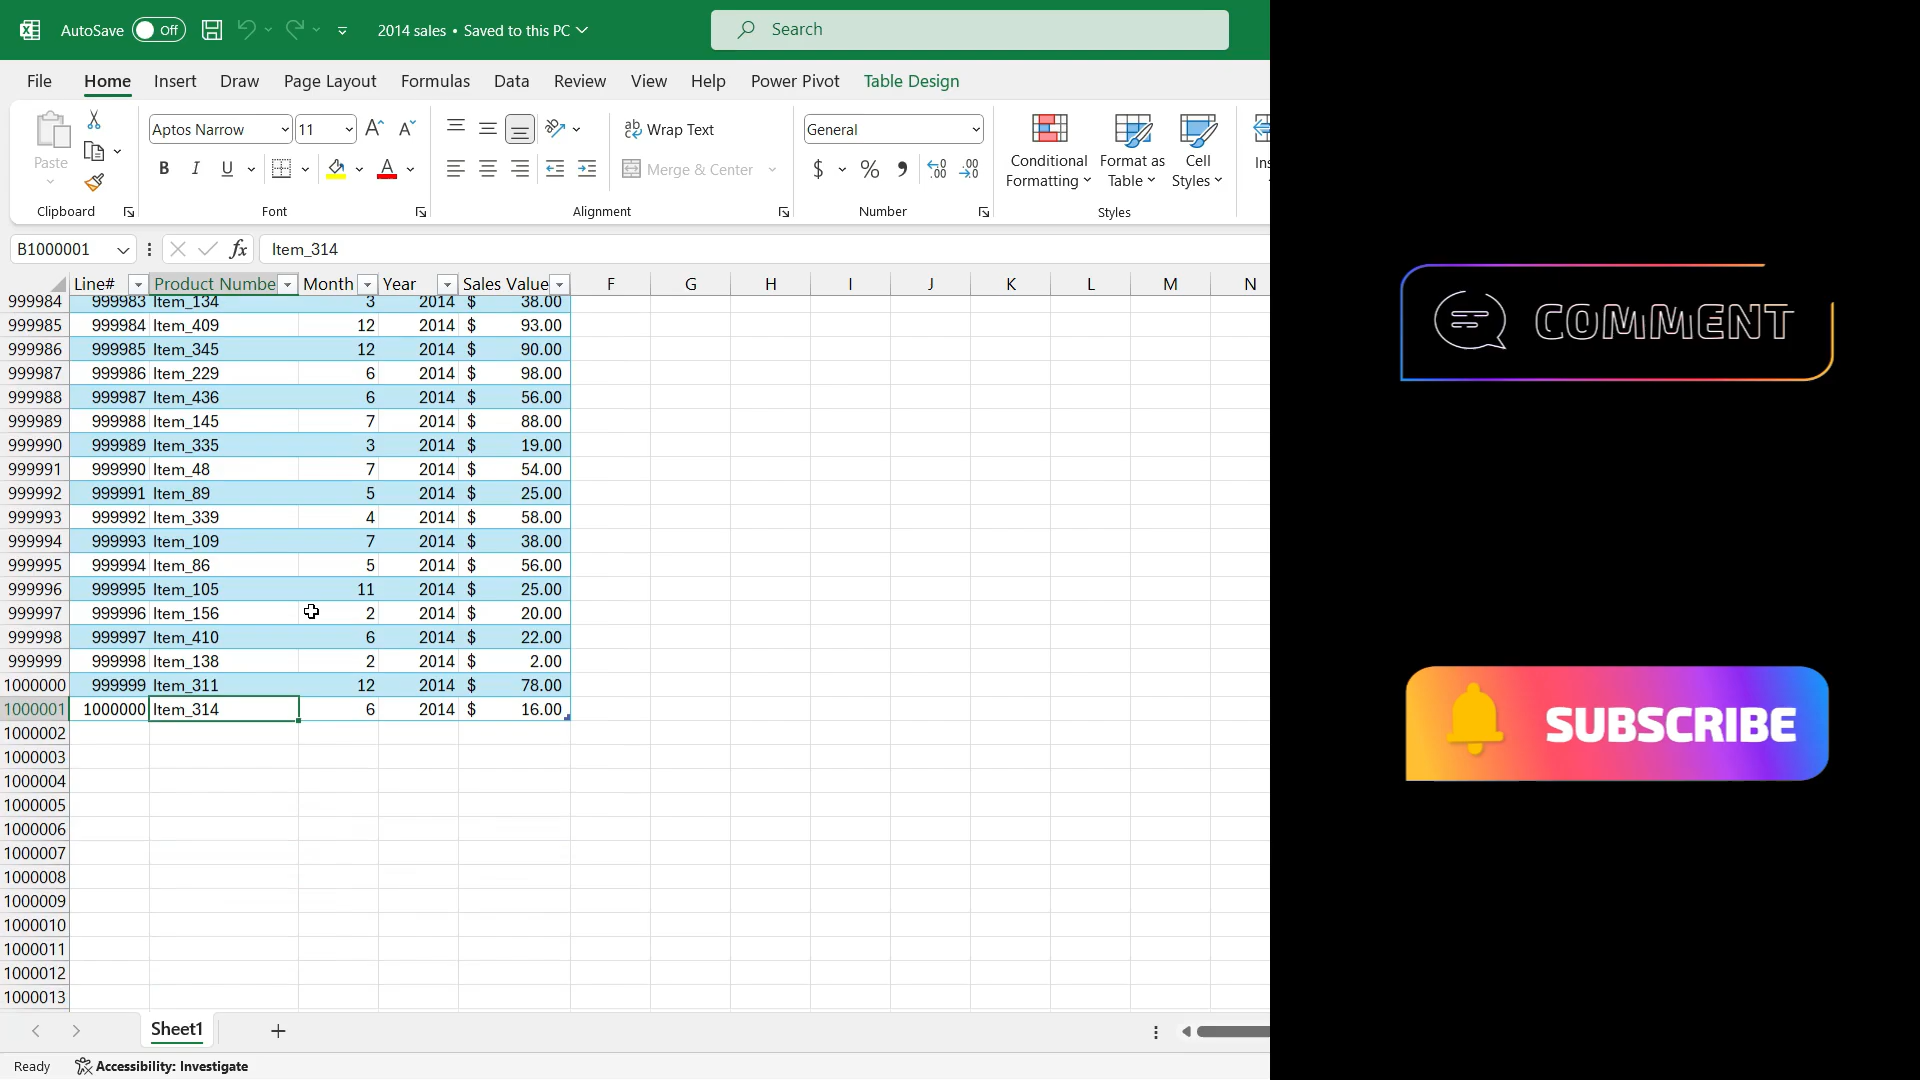 AutoSave Off 2014 sales • Saved to this PC Search
File Home Insert Draw Page Layout Formulas Data Review View Help Power Pivot Table Design
Paste Aptos Narrow 11 A A Wrap Text General Conditional Formatting Format as Table Cell Styles Ins
B I U A Merge & Center $ % , .00
Clipboard Font Alignment Number Styles
B1000001 fx Item_314
Line# Product Numbe Month Year Sales Value F G H I J K L M N
999984 999983 Item_134 3 2014 $ 38.00
999985 999984 Item_409 12 2014 $ 93.00
999986 999985 Item_345 12 2014 $ 90.00
999987 999986 Item_229 6 2014 $ 98.00
999988 999987 Item_436 6 2014 $ 56.00
999989 999988 Item_145 7 2014 $ 88.00
999990 999989 Item_335 3 2014 $ 19.00
999991 999990 Item_48 7 2014 $ 54.00
999992 999991 Item_89 5 2014 $ 25.00
999993 999992 Item_339 4 2014 $ 58.00
999994 999993 Item_109 7 2014 $ 38.00
999995 999994 Item_86 5 2014 $ 56.00
999996 999995 Item_105 11 2014 $ 25.00
999997 999996 Item_156 2 2014 $ 20.00
999998 999997 Item_410 6 2014 $ 22.00
999999 999998 Item_138 2 2014 $ 2.00
1000000 999999 Item_311 12 2014 $ 78.00
1000001 1000000 Item_314 6 2014 $ 16.00
1000002
1000003
1000004
1000005
1000006
1000007
1000008
1000009
1000010
1000011
1000012
1000013
Sheet1
Ready Accessibility: Investigate
COMMENT
SUBSCRIBE